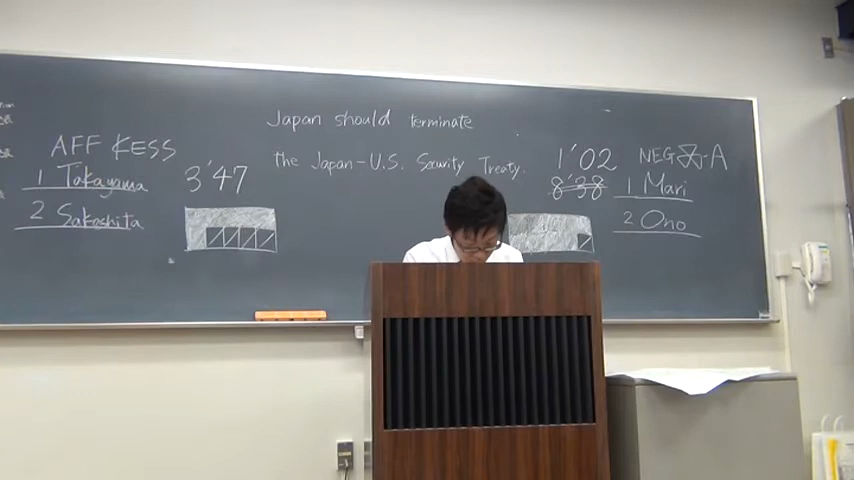 Japan should terminate
the Japan-U.S. Security Treaty.
AFF KESS
1 Takayama
2 Sakashita
3'47
1'02
8'38
NEG
1 Mari
2 Ono